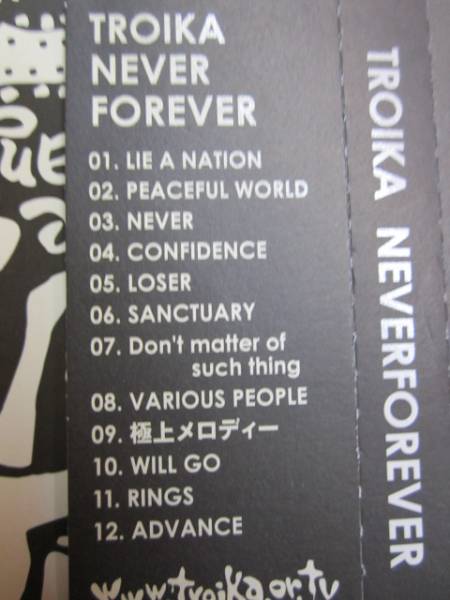 TROIKA
NEVER
FOREVER
01. LIE A NATION
02. PEACEFUL WORLD
03. NEVER
04. CONFIDENCE
05. LOSER
06. SANCTUARY
07. Don't matter of
such thing
08. VARIOUS PEOPLE
09. 極上メロディー
10. WILL GO
11. RINGS
12. ADVANCE
www.troika.or.tv
TROIKA NEVERFOREVER